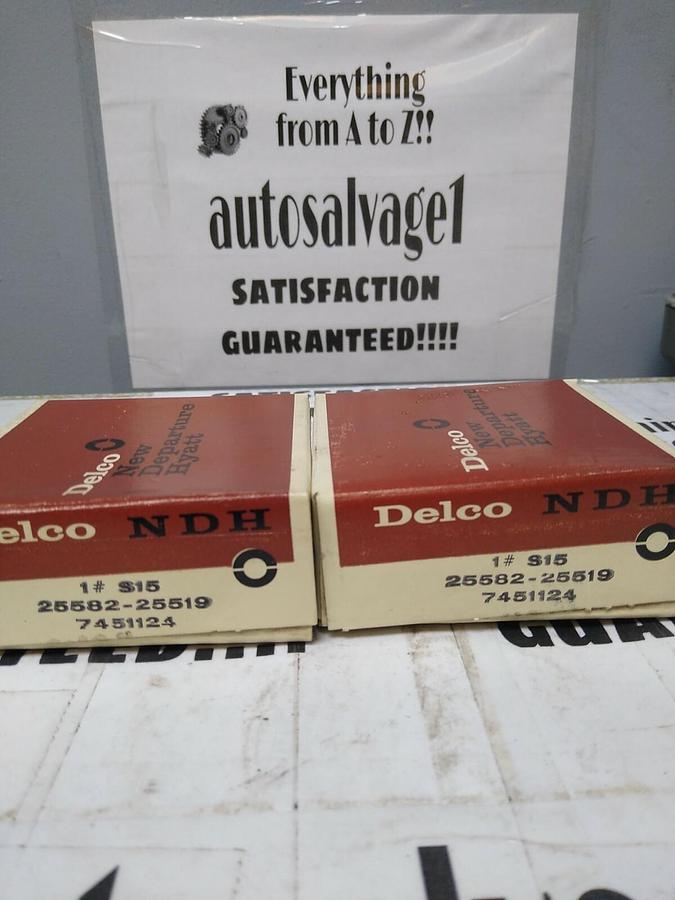 Everything
from A to Z!!
autosalvage1
SATISFACTION
GUARANTEED!!!!
Delco
New
Departure
Hyatt
elco NDH
1# S15
25582-25519
7451124
Delco
New
Departure
Hyatt
Delco NDH
1# S15
25582-25519
7451124
GUA